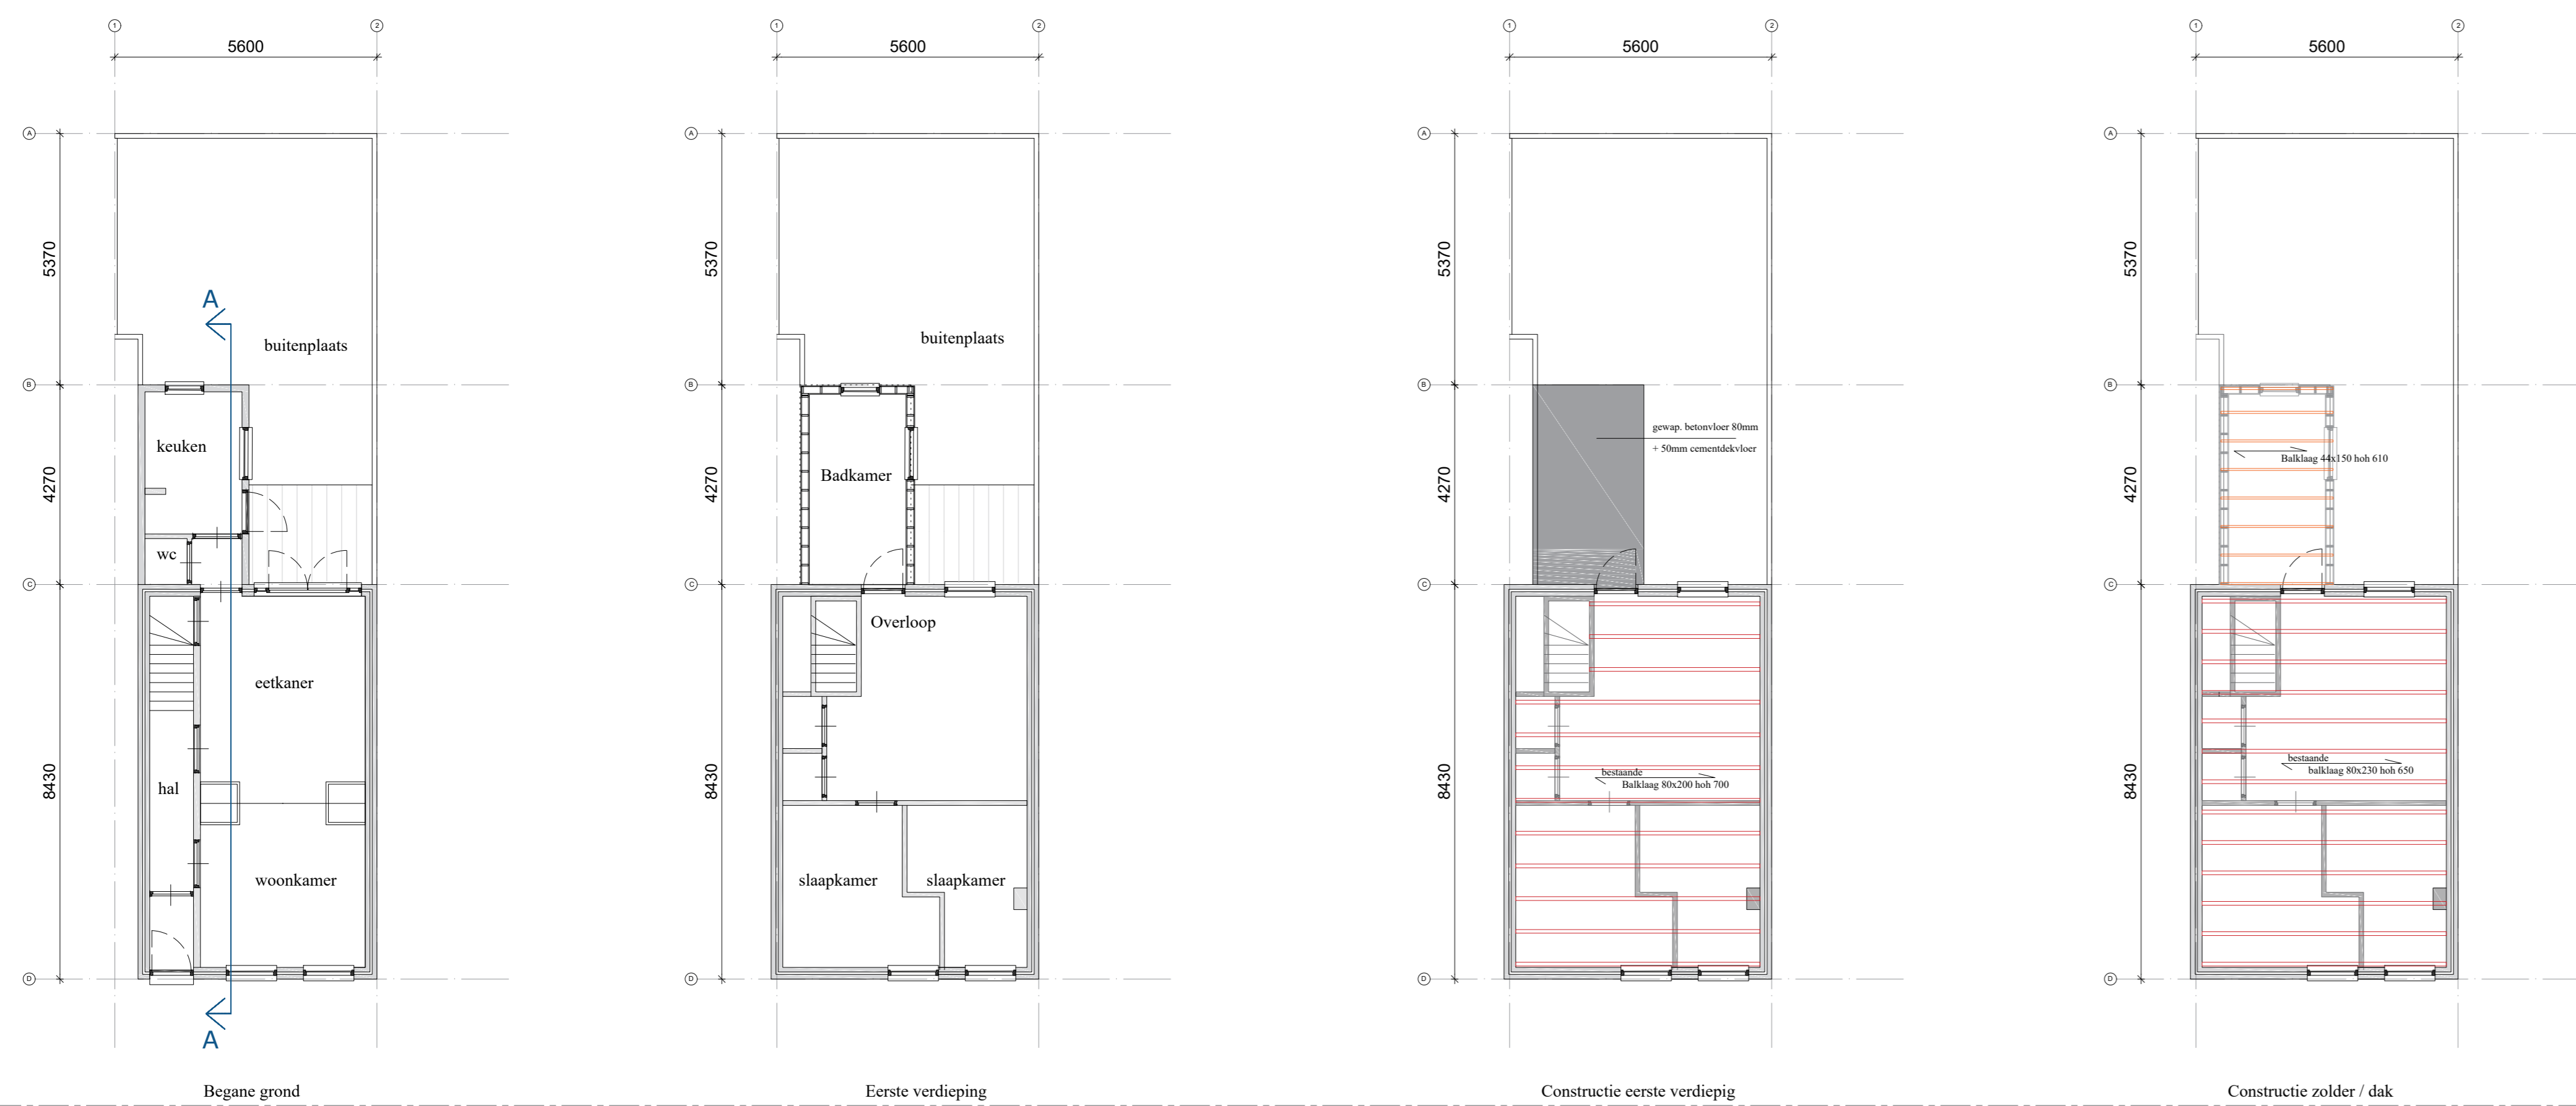 1
2
5600
A
5370
A
buitenplaats
B
keuken
4270
wc
C
eetkaner
8430
hal
woonkamer
D
A
Begane grond
1
2
5600
A
5370
buitenplaats
B
Badkamer
4270
C
Overloop
8430
slaapkamer
slaapkamer
D
Eerste verdieping
1
2
5600
A
5370
B
gewap. betonvloer 80mm
+ 50mm cementdekvloer
4270
C
8430
bestaande
Balklaag 80x200 hoh 700
D
Constructie eerste verdiepig
1
2
5600
A
5370
B
Balklaag 44x150 hoh 610
4270
C
8430
bestaande
balklaag 80x230 hoh 650
D
Constructie zolder / dak